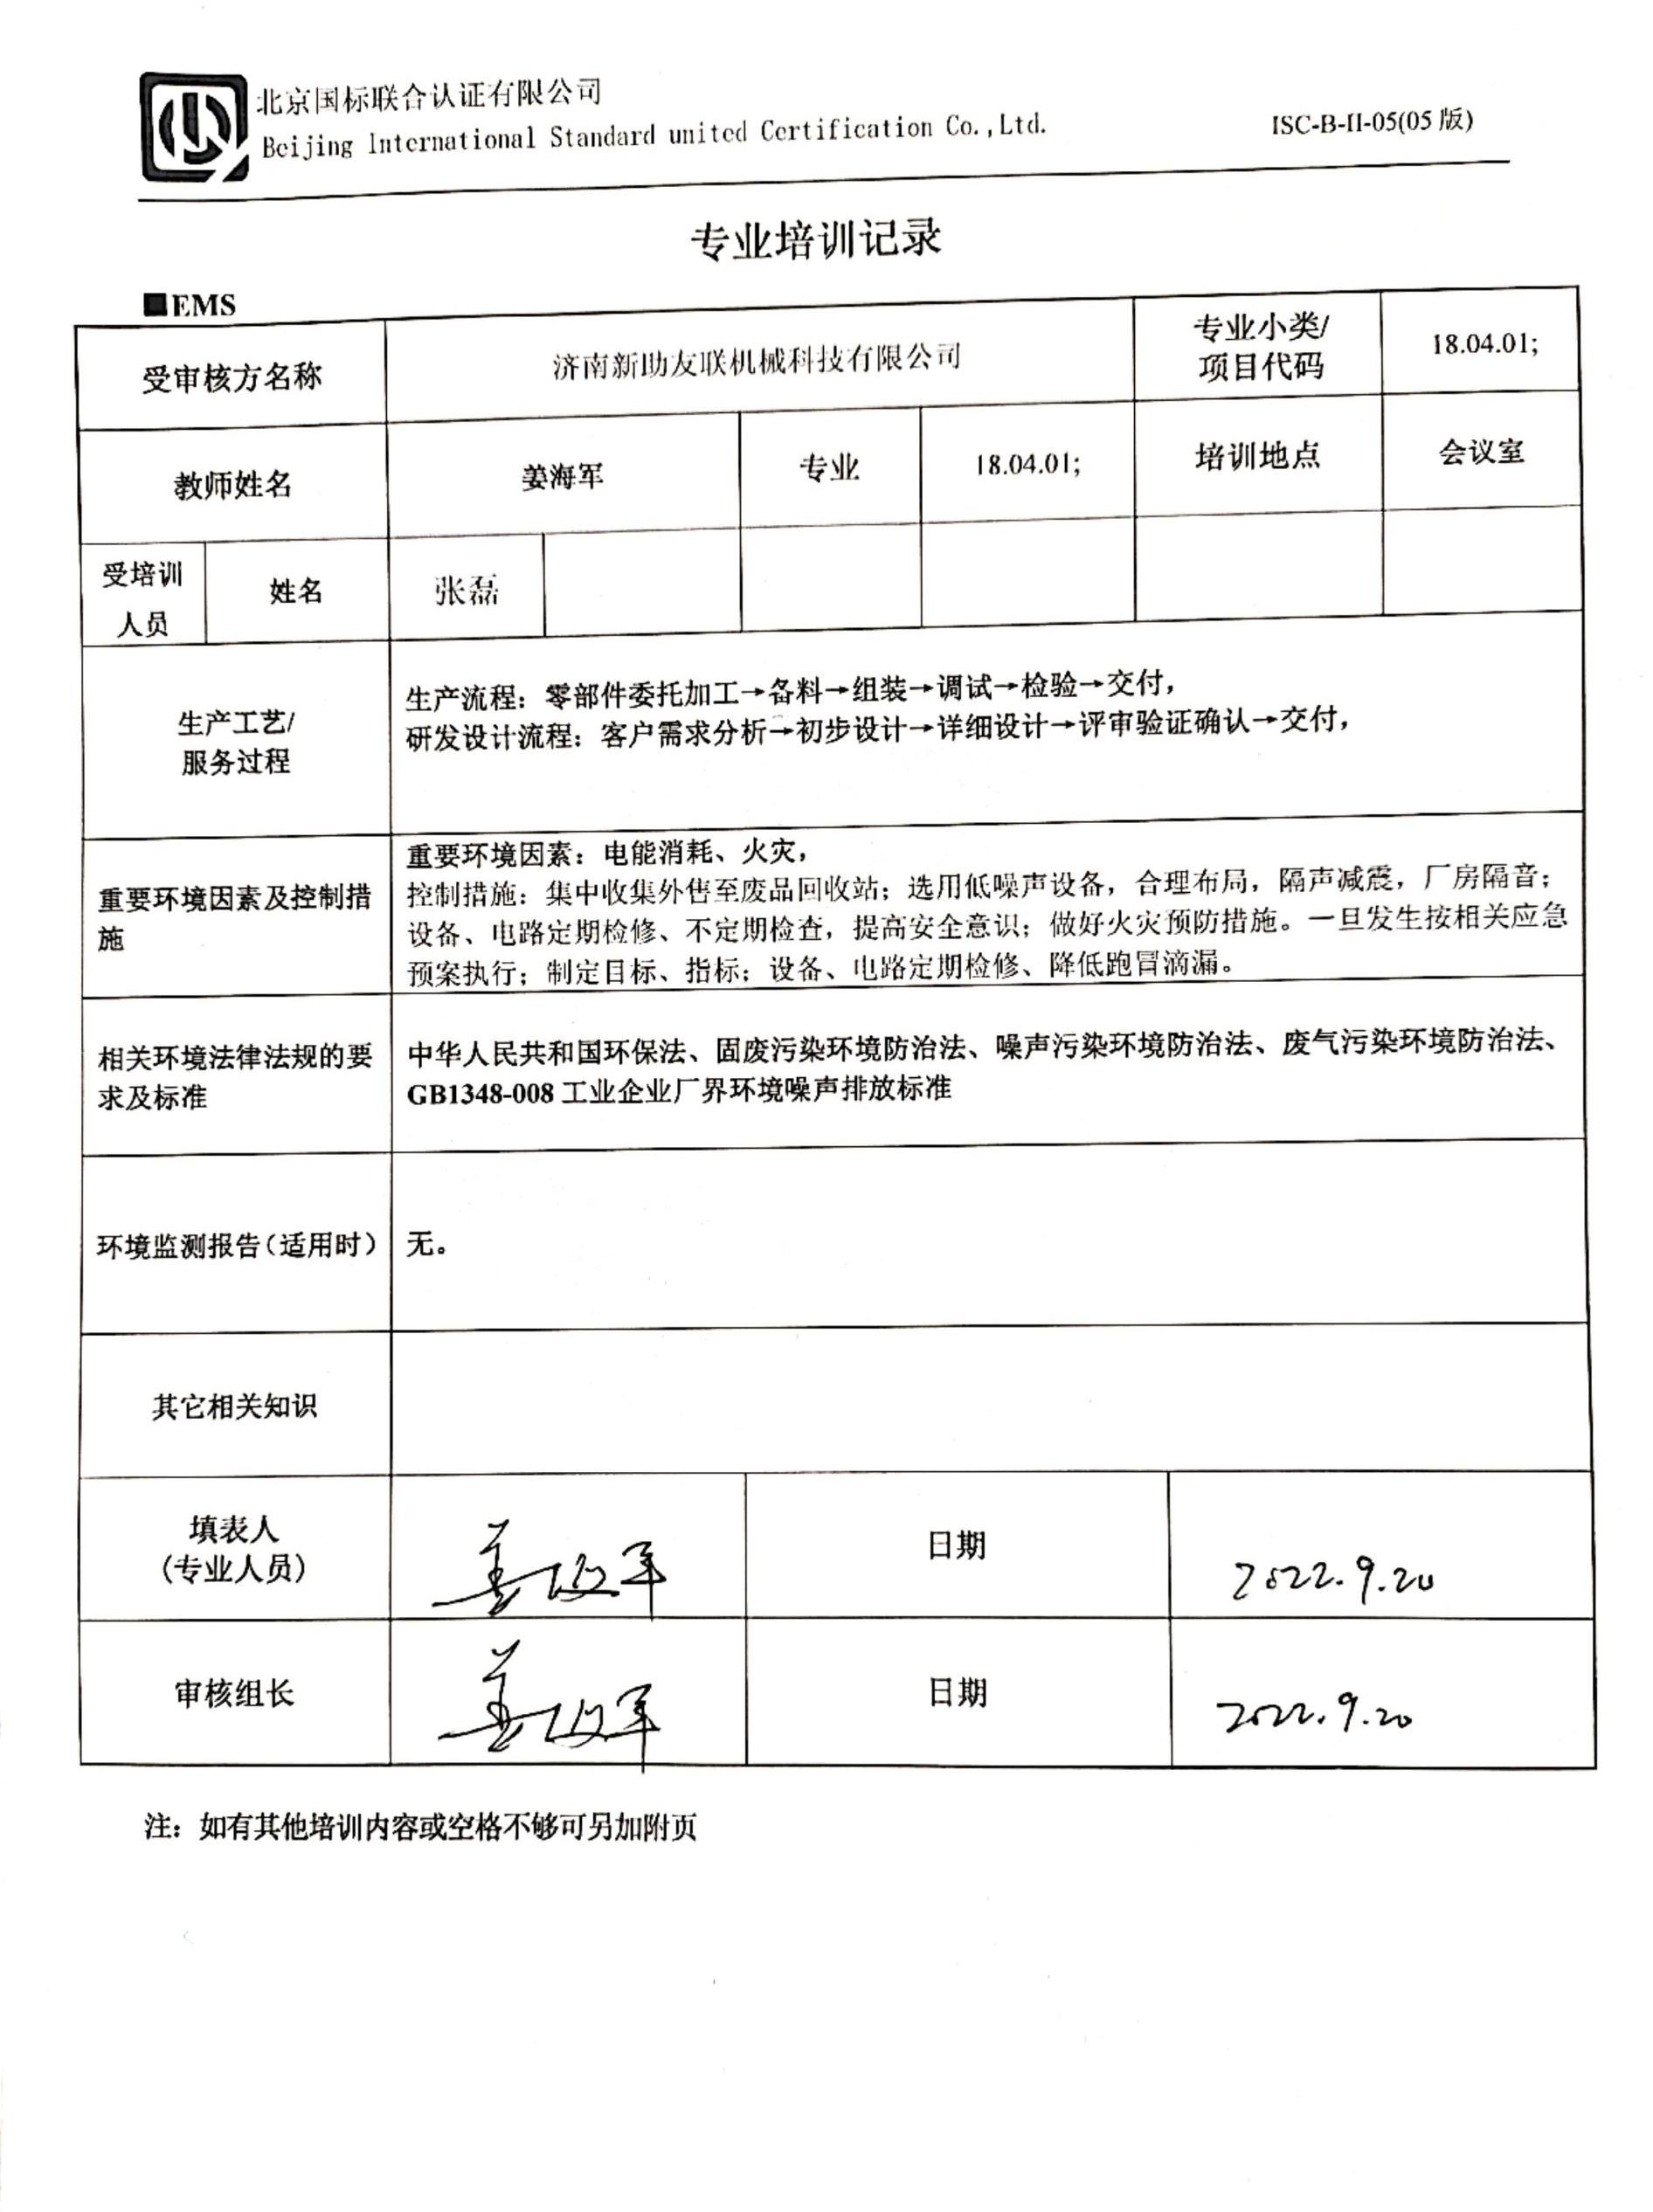 北京国标联合认证有限公司
Beijing International Standard united Certification Co.,Ltd.
ISC-B-II-05(05 版)
专业培训记录
■EMS
受审核方名称
济南新助友联机械科技有限公司
专业小类/
项目代码
18.04.01;
教师姓名
姜海军
专业
18.04.01;
培训地点
会议室
受培训
人员
姓名
张磊
生产工艺/
服务过程
生产流程：零部件委托加工→备料→组装→调试→检验→交付，
研发设计流程：客户需求分析→初步设计→详细设计→评审验证确认→交付，
重要环境因素及控制措
施
重要环境因素：电能消耗、火灾，
控制措施：集中收集外售至废品回收站；选用低噪声设备，合理布局，隔声减震，厂房隔音；
设备、电路定期检修、不定期检查，提高安全意识；做好火灾预防措施。一旦发生按相关应急
预案执行；制定目标、指标；设备、电路定期检修、降低跑冒滴漏。
相关环境法律法规的要
求及标准
中华人民共和国环保法、固废污染环境防治法、噪声污染环境防治法、废气污染环境防治法、
GB1348-008 工业企业厂界环境噪声排放标准
环境监测报告（适用时）
无。
其它相关知识
填表人
（专业人员）
姜海军
日期
2022.9.20
审核组长
姜海军
日期
2022.9.20
注：如有其他培训内容或空格不够可另加附页